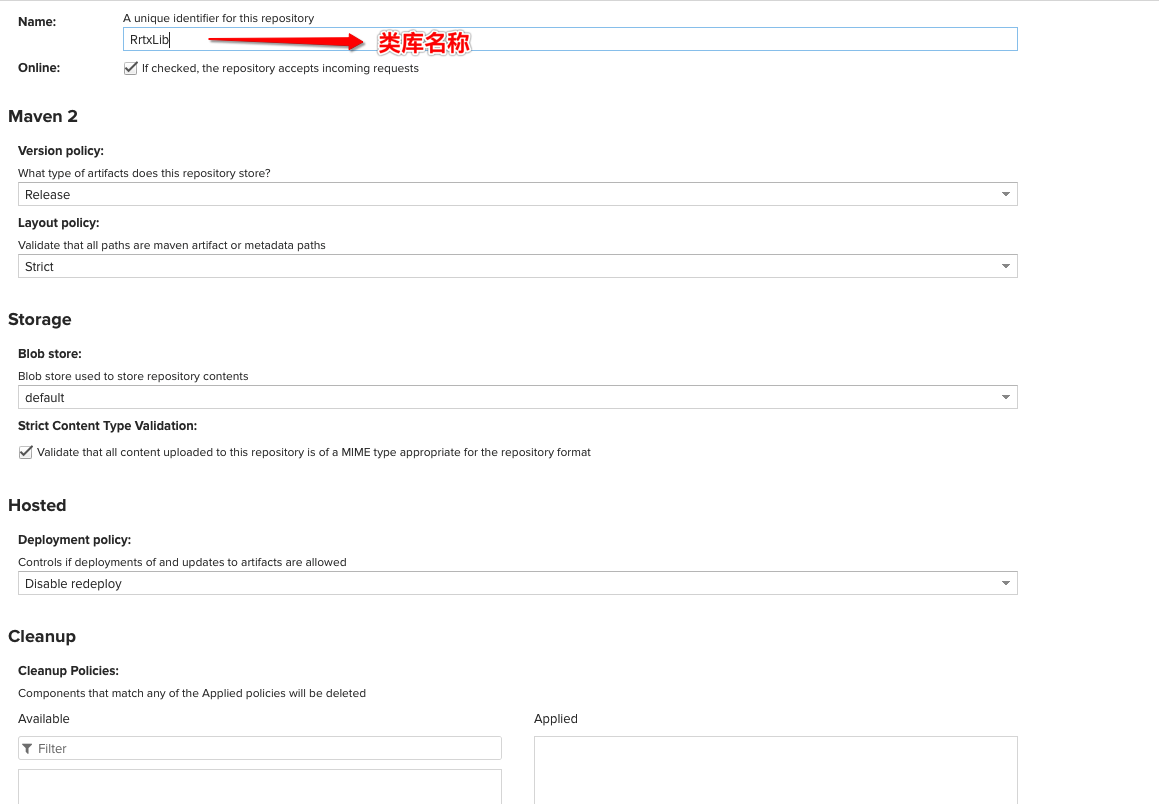 Name:
A unique identifier for this repository
RrtxLib
类库名称
Online:
If checked, the repository accepts incoming requests
Maven 2
Version policy:
What type of artifacts does this repository store?
Release
Layout policy:
Validate that all paths are maven artifact or metadata paths
Strict
Storage
Blob store:
Blob store used to store repository contents
default
Strict Content Type Validation:
Validate that all content uploaded to this repository is of a MIME type appropriate for the repository format
Hosted
Deployment policy:
Controls if deployments of and updates to artifacts are allowed
Disable redeploy
Cleanup
Cleanup Policies:
Components that match any of the Applied policies will be deleted
Available
Applied
Filter